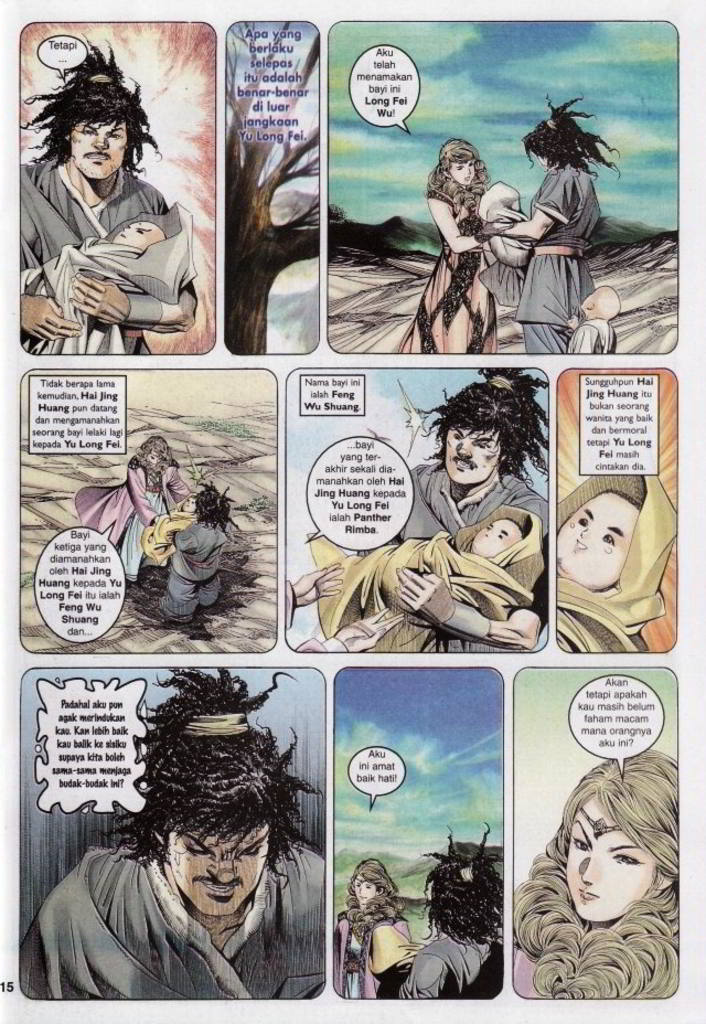 Tetapi
...
Apa yang
berlaku
selepas
itu adalah
benar-benar
di luar
jangkaan
Yu Long Fei.
Aku
telah
menamakan
bayi ini
Long Fei
Wu!
Tidak berapa lama
kemudian, Hai Jing
Huang pun datang
dan mengamanahkan
seorang bayi lelaki lagi
kepada Yu Long Fei.
Bayi
ketiga yang
diamanahkan
oleh Hai Jing
Huang kepada Yu
Long Fei itu ialah
Feng Wu
Shuang
dan...
Nama bayi ini
ialah Feng
Wu Shuang.
...bayi
yang ter-
akhir sekali di-
amanahkan oleh Hai
Jing Huang kepada
Yu Long Fei
ialah Panther
Rimba.
Sungguhpun Hai
Jing Huang itu
bukan seorang
wanita yang baik
dan bermoral
tetapi Yu Long
Fei masih
cintakan dia.
Padahal aku pun
agak merindukan
kau. Kan lebih baik
kau balik ke sisiku
supaya kita boleh
sama-sama menjaga
budak-budak ini?
Aku
ini amat
baik hati!
Akan
tetapi apakah
kau masih belum
faham macam
mana orangnya
aku ini?
15